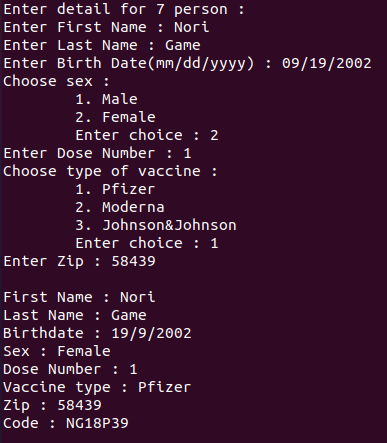 Enter detail for 7 person :
Enter First Name : Nori
Enter Last Name : Game
Enter Birth Date(mm/dd/yyyy) : 09/19/2002
Choose sex :
1. Male
2. Female
Enter choice : 2
Enter Dose Number : 1
Choose type of vaccine :
1. Pfizer
2. Moderna
3. Johnson&Johnson
Enter choice : 1
Enter Zip : 58439
First Name : Nori
Last Name : Game
Birthdate : 19/9/2002
Sex : Female
Dose Number : 1
Vaccine type : Pfizer
Zip : 58439
Code : NG18P39